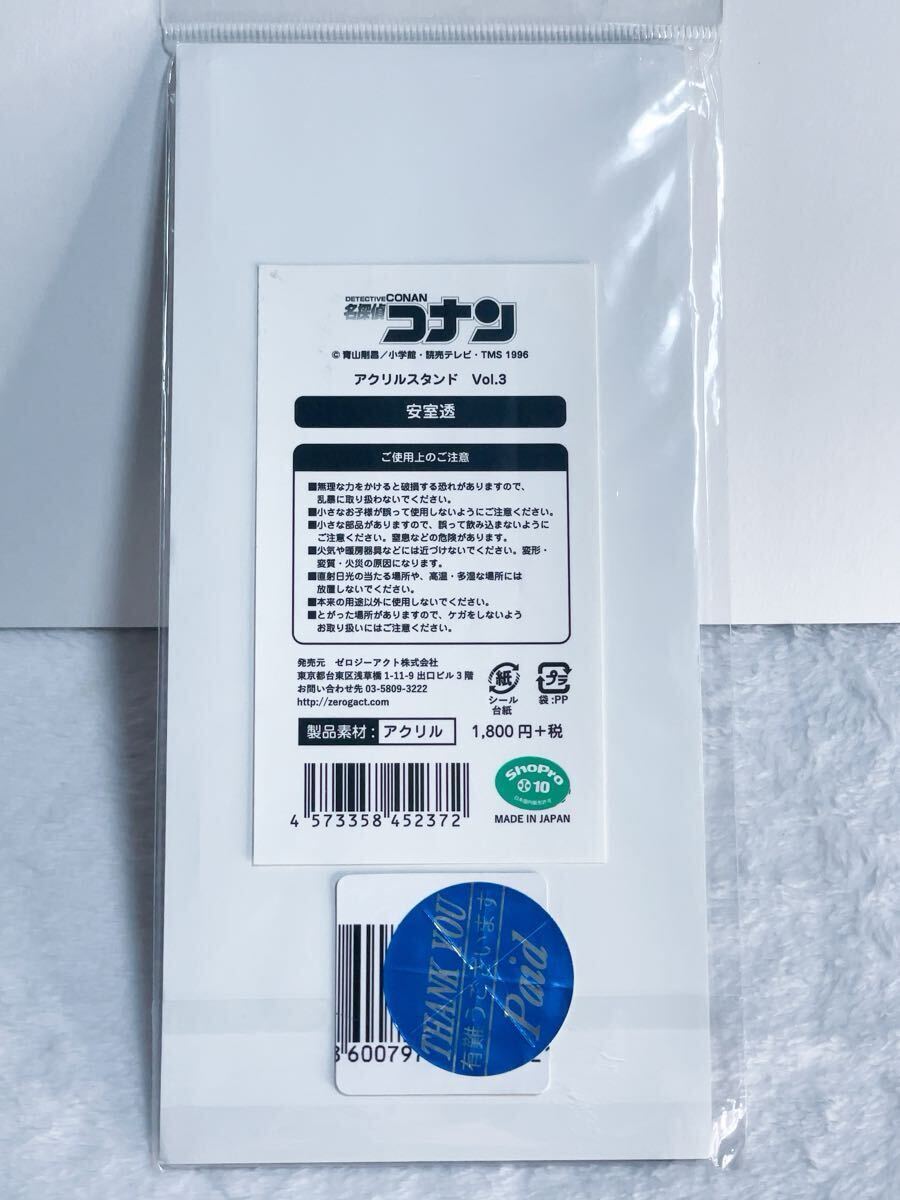 DETECTIVE CONAN
名探偵コナン
© 青山剛昌／小学館・読売テレビ・TMS 1996
アクリルスタンド Vol.3
安室透
ご使用上のご注意
■無理な力をかけると破損する恐れがありますので、
乱暴に取り扱わないでください。
■小さなお子様が誤って使用しないようにご注意ください。
■小さな部品がありますので、誤って飲み込まないように
ご注意ください。窒息などの危険があります。
■火気や暖房器具などには近づけないでください。変形・
変質・火災の原因になります。
■直射日光の当たる場所や、高温・多湿な場所には
放置しないでください。
■本来の用途以外に使用しないでください。
■とがった場所がありますので、ケガをしないよう
お取り扱いにはご注意ください。
発売元 ゼロジーアクト株式会社
東京都台東区浅草橋 1-11-9 出口ビル 3 階
お問い合わせ先 03-5809-3222
http://zerogact.com
紙
シール
台紙
プラ
袋:PP
製品素材：アクリル
1,800 円＋税
4 573358 452372
ShoPro
10
日本国内販売許可
MADE IN JAPAN
THANK YOU
有難うございます
Paid
60079